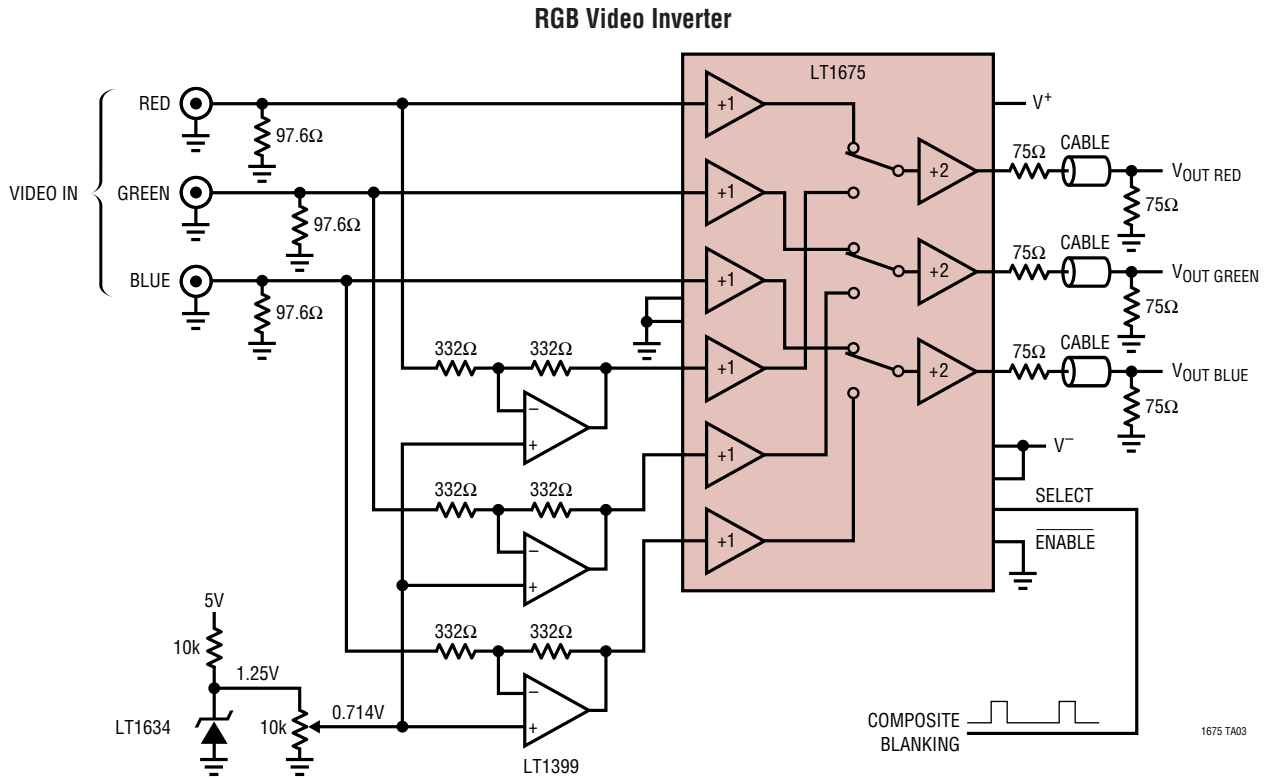 RGB Video Inverter
LT1675
RED
+1
V+
97.6Ω
75Ω
CABLE
+2
VOUT RED
75Ω
VIDEO IN
GREEN
+1
97.6Ω
75Ω
CABLE
+2
VOUT GREEN
75Ω
BLUE
+1
97.6Ω
332Ω
332Ω
+1
75Ω
CABLE
+2
VOUT BLUE
75Ω
–
+
+1
V–
332Ω
332Ω
SELECT
–
+
+1
ENABLE
5V
10k
332Ω
332Ω
1.25V
–
+
LT1634
10k
0.714V
LT1399
COMPOSITE
BLANKING
1675 TA03